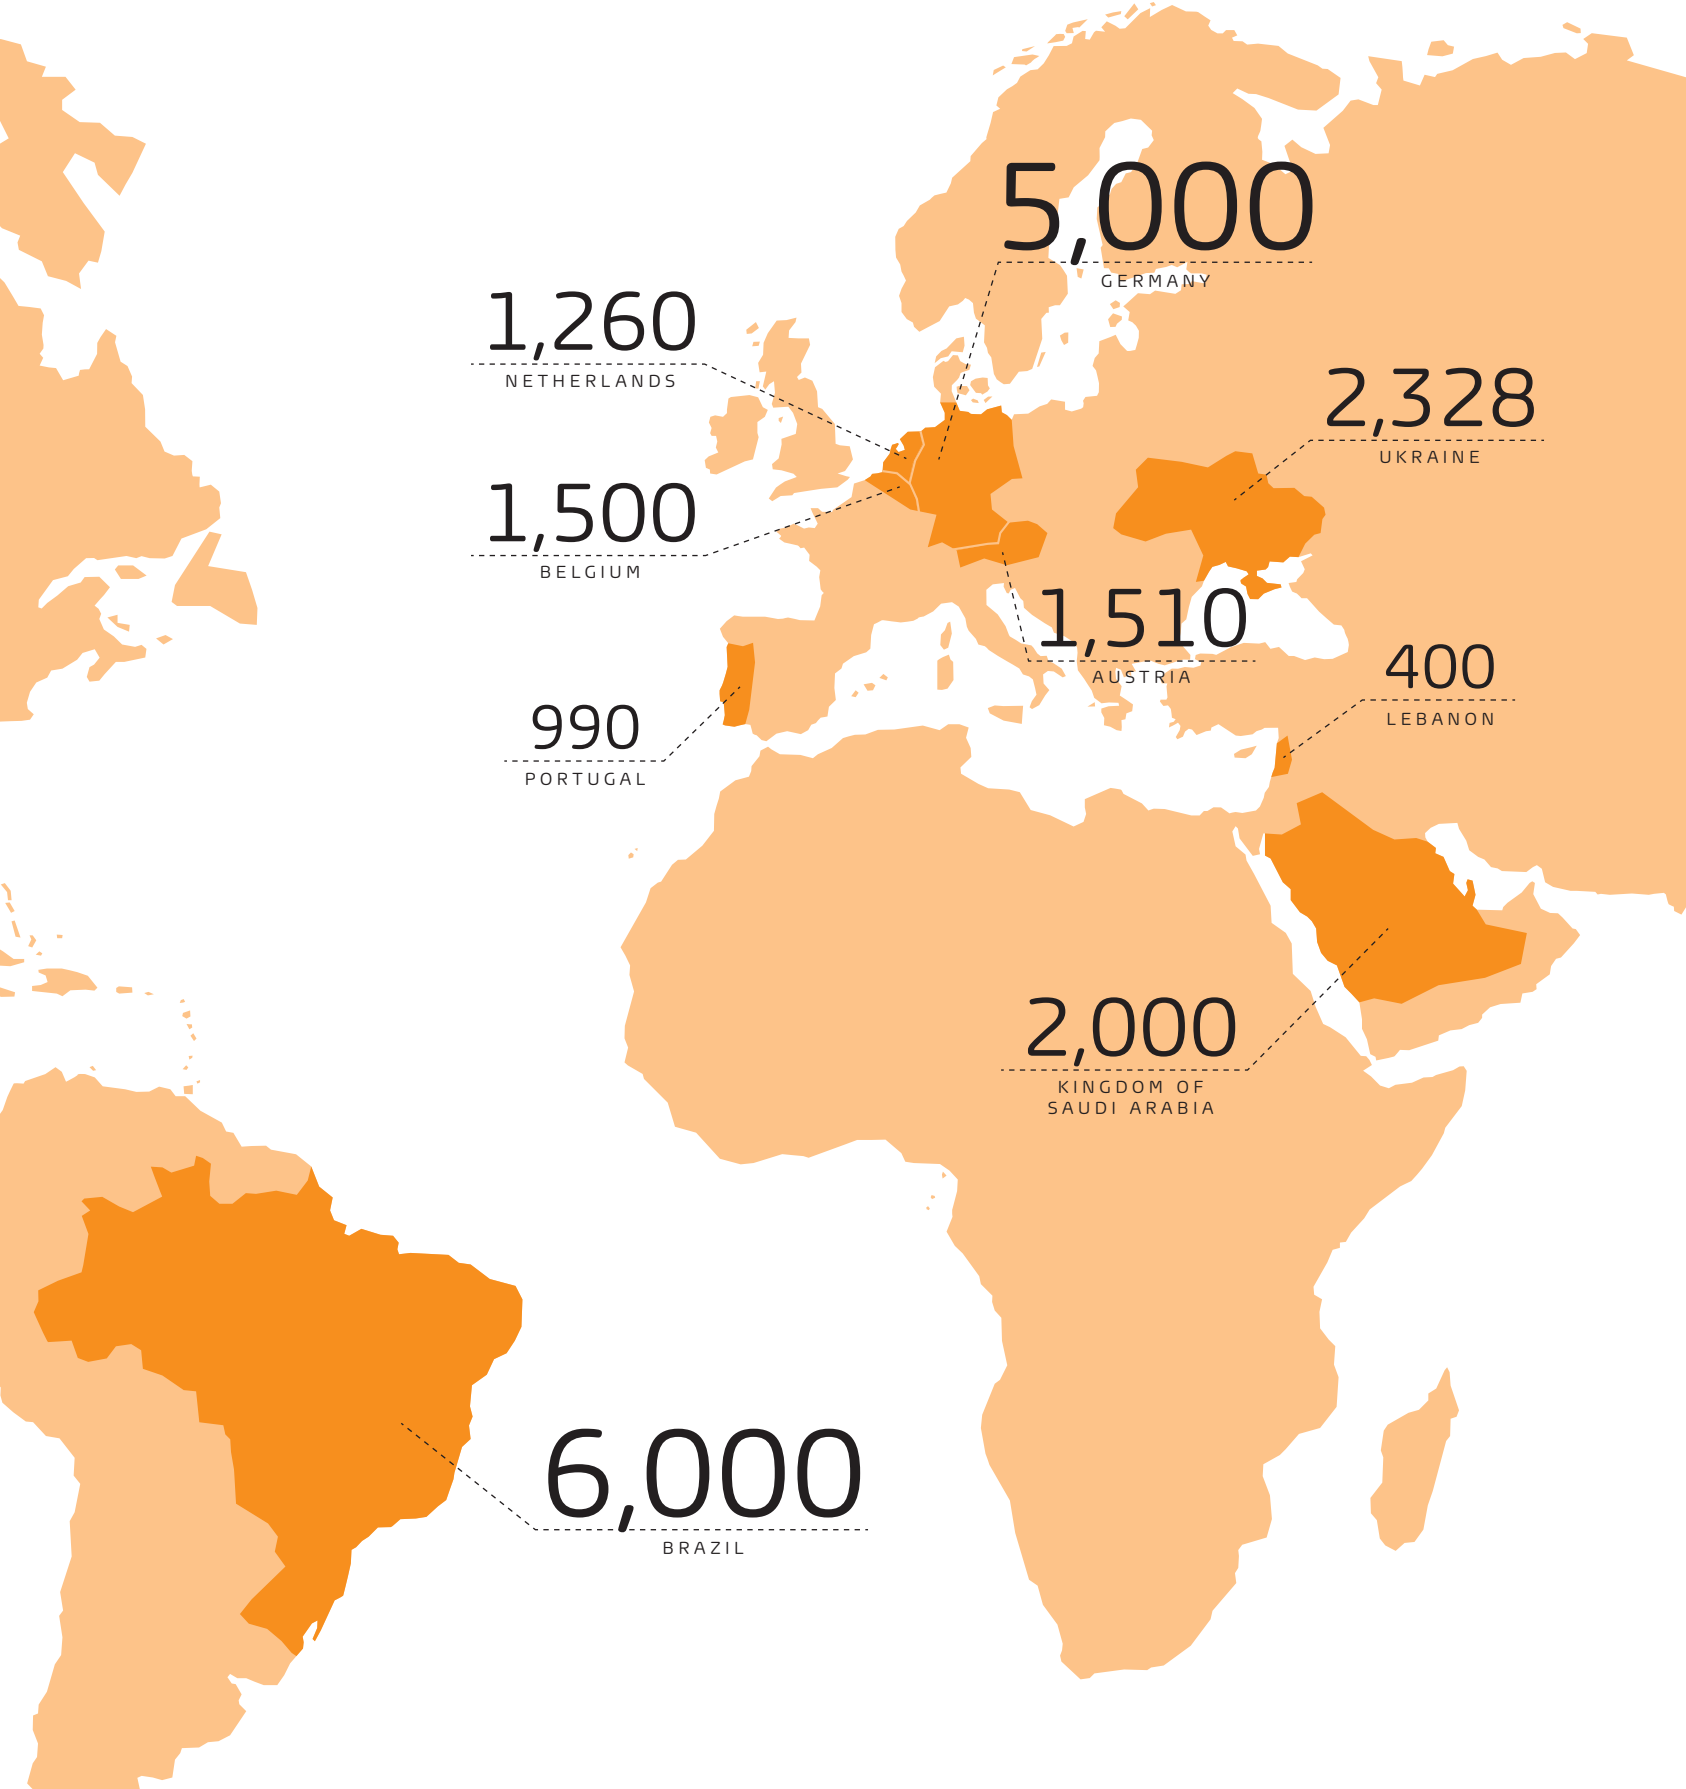 5,000
GERMANY
1,260
NETHERLANDS
2,328
UKRAINE
1,500
BELGIUM
1,510
AUSTRIA
400
LEBANON
990
PORTUGAL
2,000
KINGDOM OF
SAUDI ARABIA
6,000
BRAZIL